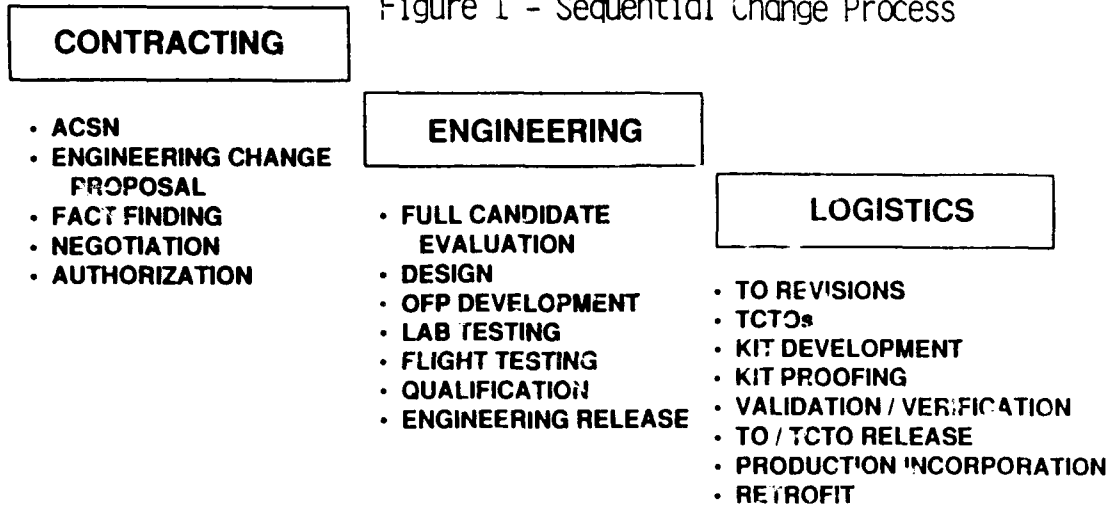 Figure 1 - Sequential Change Process
CONTRACTING
• ACSN
• ENGINEERING CHANGE
PROPOSAL
• FACT FINDING
• NEGOTIATION
• AUTHORIZATION
ENGINEERING
• FULL CANDIDATE
EVALUATION
• DESIGN
• OFP DEVELOPMENT
• LAB TESTING
• FLIGHT TESTING
• QUALIFICATION
• ENGINEERING RELEASE
LOGISTICS
• TO REVISIONS
• TCTOs
• KIT DEVELOPMENT
• KIT PROOFING
• VALIDATION / VERIFICATION
• TO / TCTO RELEASE
• PRODUCTION INCORPORATION
• RETROFIT